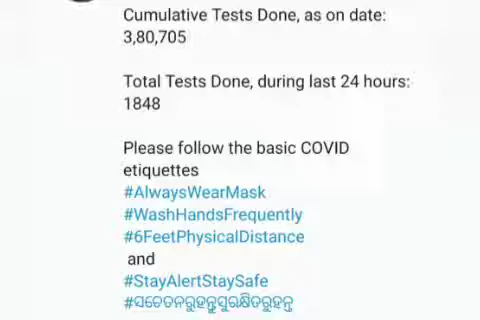 Cumulative Tests Done, as on date:
3,80,705
Total Tests Done, during last 24 hours:
1848
Please follow the basic COVID
etiquettes
#AlwaysWearMask
#WashHandsFrequently
#6FeetPhysicalDistance
and
#StayAlertStaySafe
#ସଚେତନରୁହନ୍ତୁସୁରକ୍ଷିତରୁହନ୍ତୁ